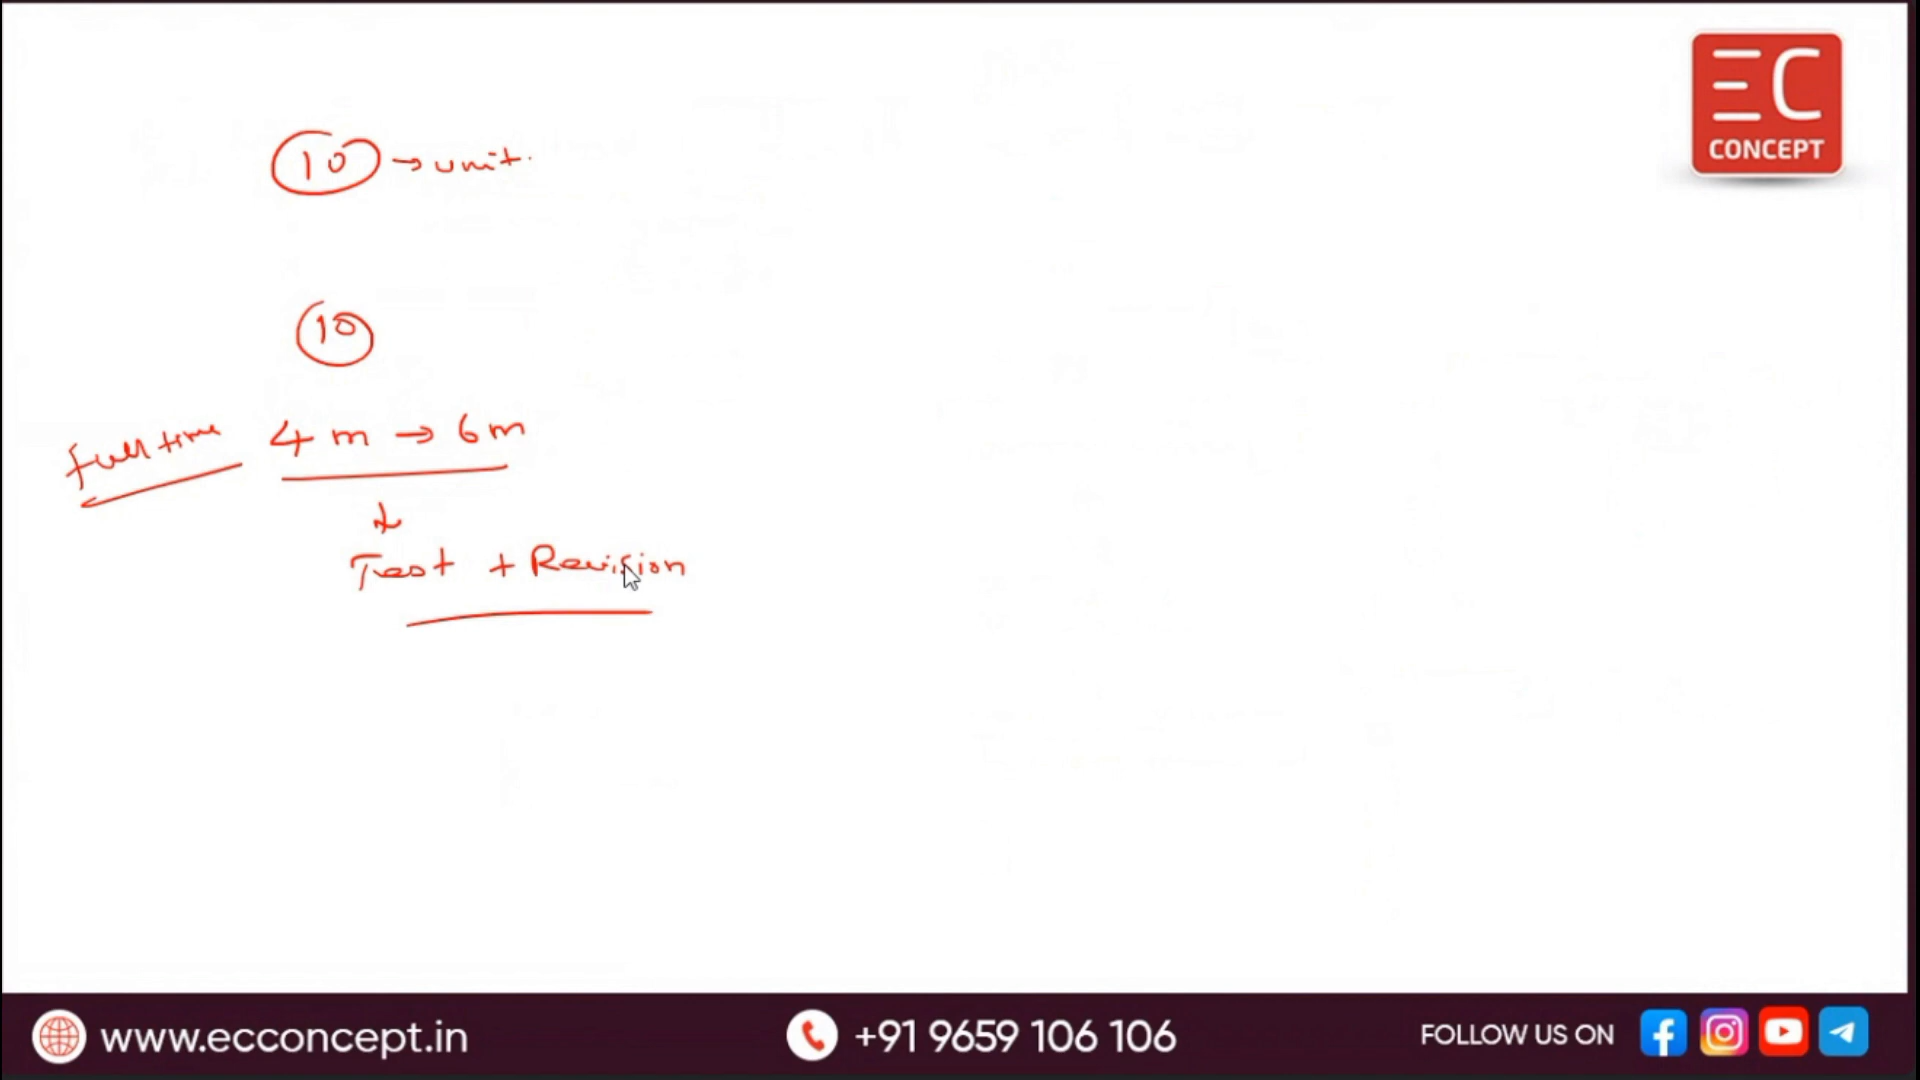 EC
CONCEPT
10 → unit.
10
full time 4 m → 6 m
↓
Test + Revision
www.ecconcept.in
+91 9659 106 106
FOLLOW US ON